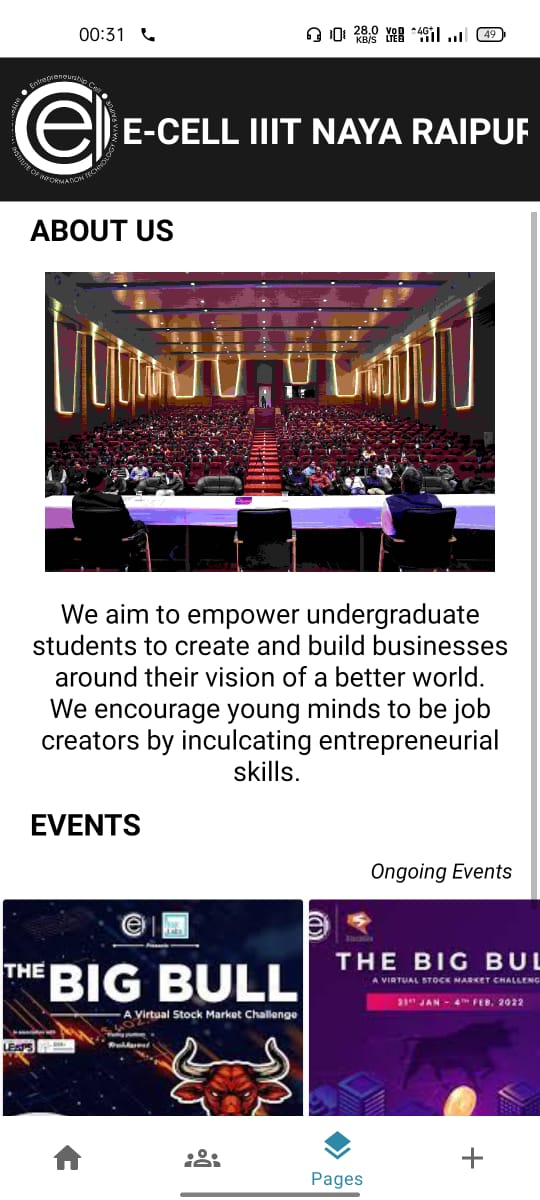 00:31
28.0
KB/S
VoD
LTE
4G+
49
Entrepreneurship Cell
INSTITUTE OF INFORMATION TECHNOLOGY NAYA RAIPUR
E-CELL IIIT NAYA RAIPUR
ABOUT US
We aim to empower undergraduate
students to create and build businesses
around their vision of a better world.
We encourage young minds to be job
creators by inculcating entrepreneurial
skills.
EVENTS
Ongoing Events
Presents
THE BIG BULL
A Virtual Stock Market Challenge
In association with
LEAPS
THE BIG BUL
A VIRTUAL STOCK MARKET CHALLENG
31ST JAN - 4TH FEB, 2022
Pages